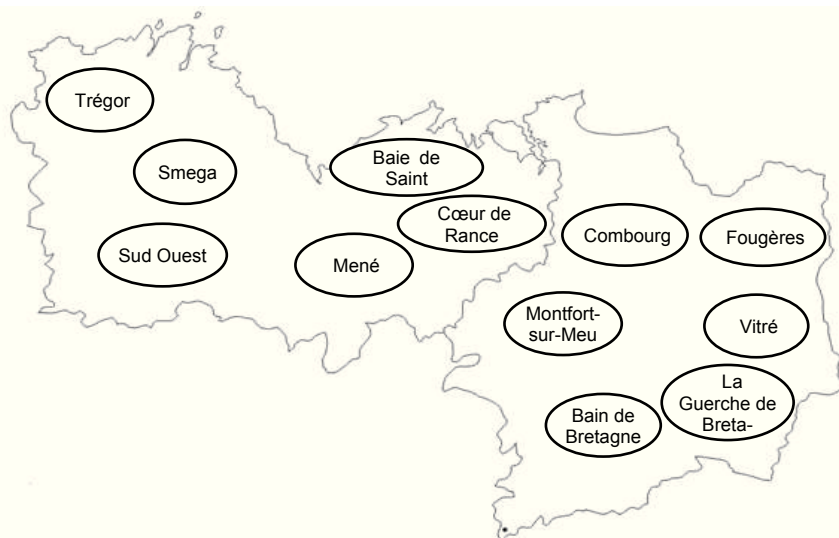 Trégor
Smega
Sud Ouest
Baie de
Saint
Cœur de
Rance
Mené
Combourg
Fougères
Montfort-
sur-Meu
Vitré
La
Guerche de
Breta-
Bain de
Bretagne